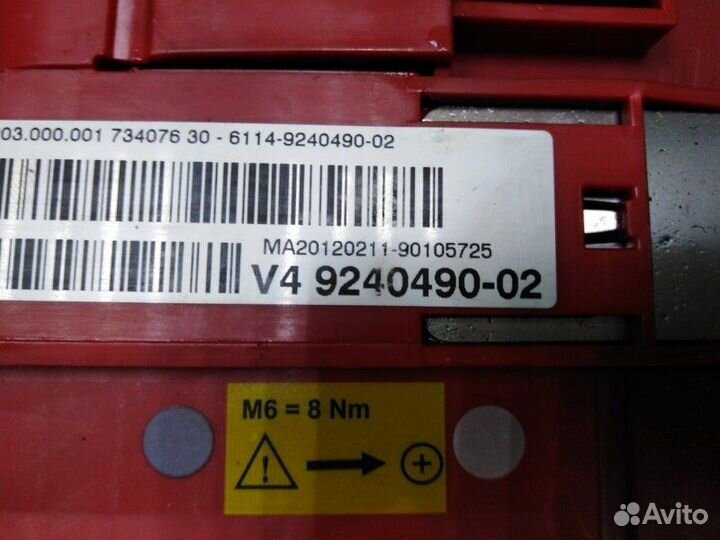 03.000.001 734076 30 - 6114-9240490-02
MA20120211-90105725
V4 9240490-02
M6 = 8 Nm
Avito